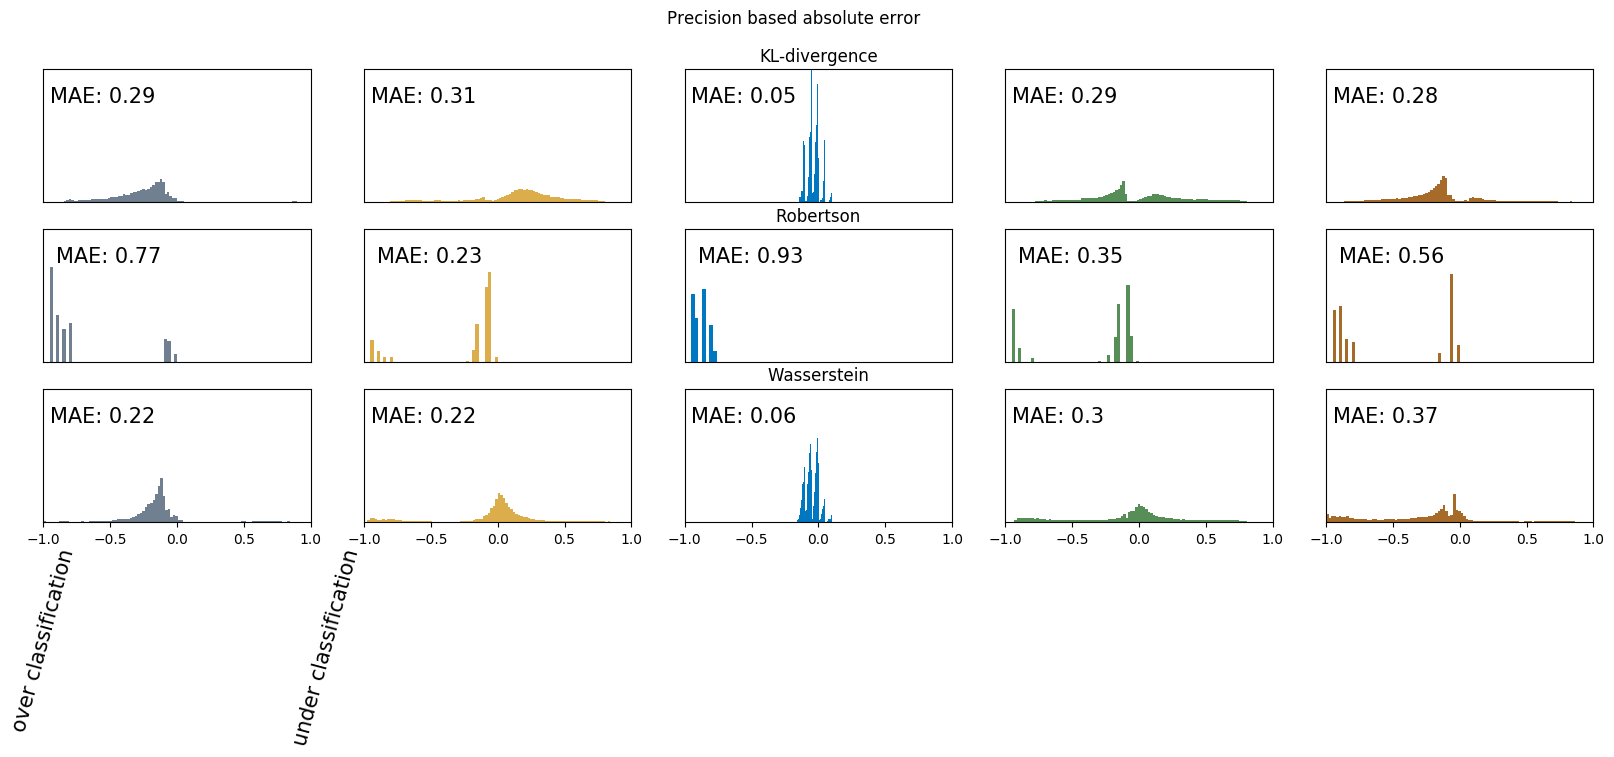 Precision based absolute error
KL-divergence
MAE: 0.29
MAE: 0.31
MAE: 0.05
MAE: 0.29
MAE: 0.28
Robertson
MAE: 0.77
MAE: 0.23
MAE: 0.93
MAE: 0.35
MAE: 0.56
Wasserstein
MAE: 0.22
MAE: 0.22
MAE: 0.06
MAE: 0.3
MAE: 0.37
−1.0 −0.5 0.0 0.5 1.0
−1.0 −0.5 0.0 0.5 1.0
−1.0 −0.5 0.0 0.5 1.0
−1.0 −0.5 0.0 0.5 1.0
−1.0 −0.5 0.0 0.5 1.0
over classification
under classification